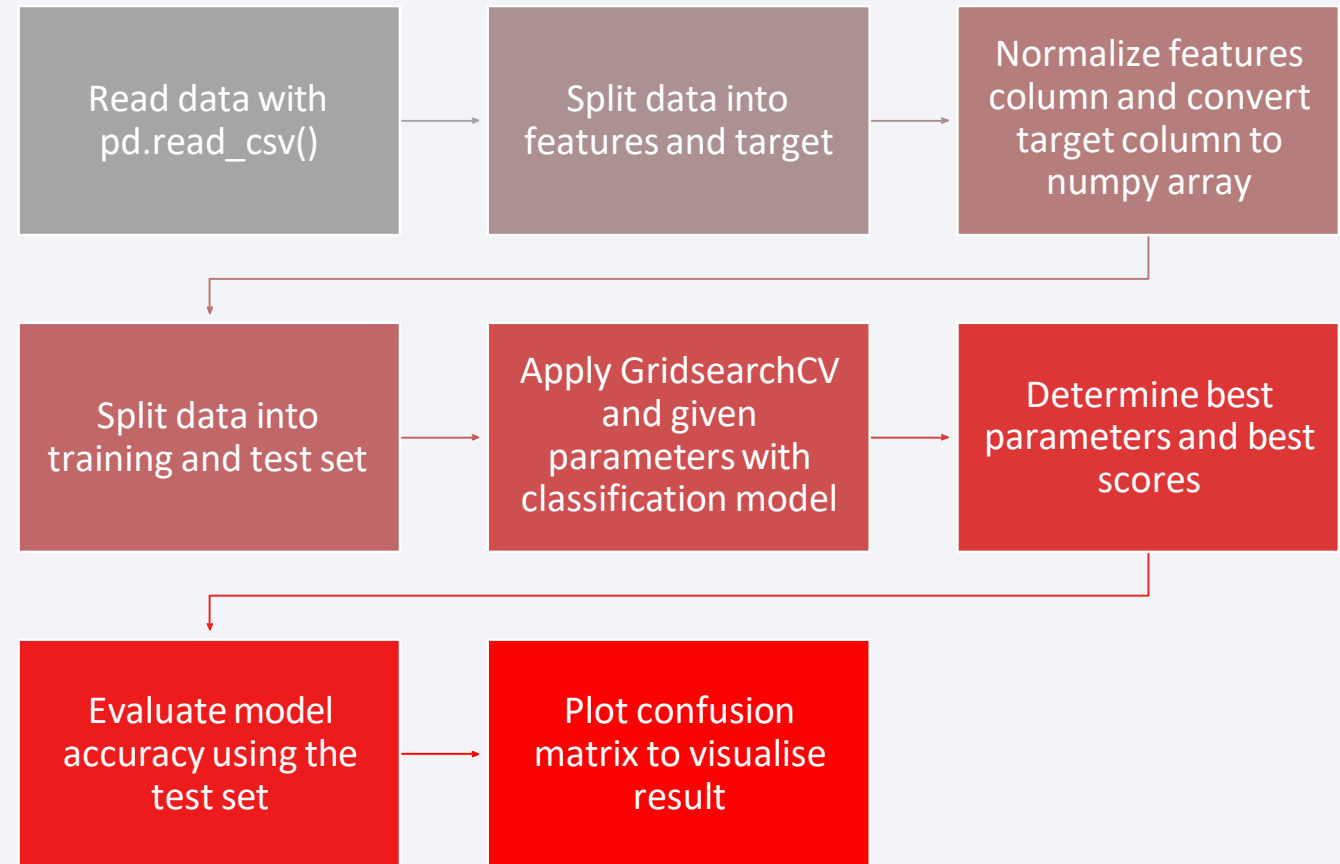 Read data with
pd.read_csv()
Split data into
features and target
Normalize features
column and convert
target column to
numpy array
Split data into
training and test set
Apply GridsearchCV
and given
parameters with
classification model
Determine best
parameters and best
scores
Evaluate model
accuracy using the
test set
Plot confusion
matrix to visualise
result